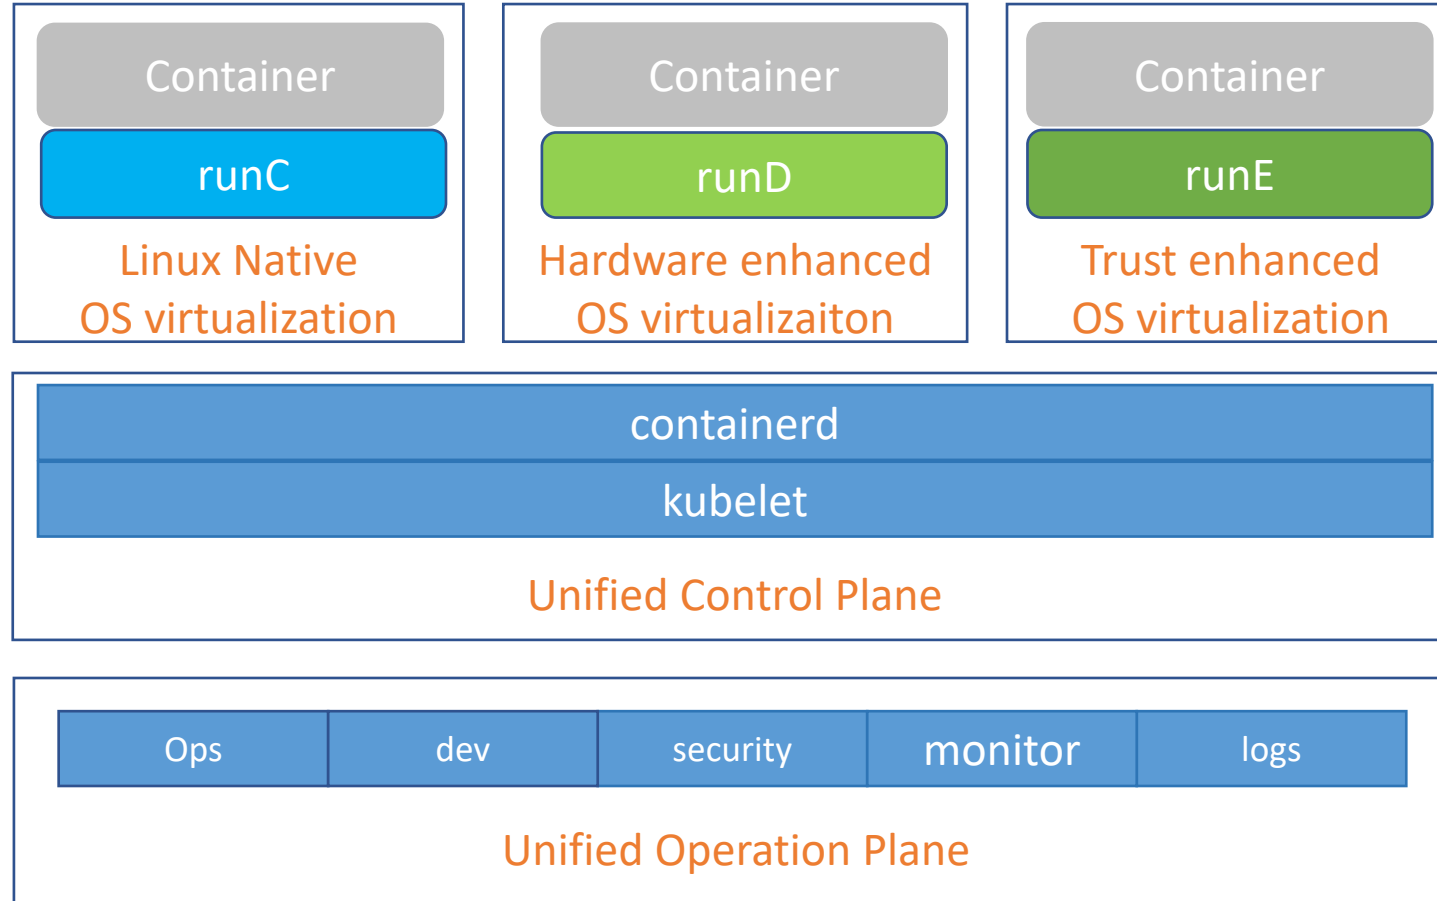 Container
runC
Linux Native
OS virtualization
Container
runD
Hardware enhanced
OS virtualizaiton
Container
runE
Trust enhanced
OS virtualization
containerd
kubelet
Unified Control Plane
Ops
dev
security
monitor
logs
Unified Operation Plane